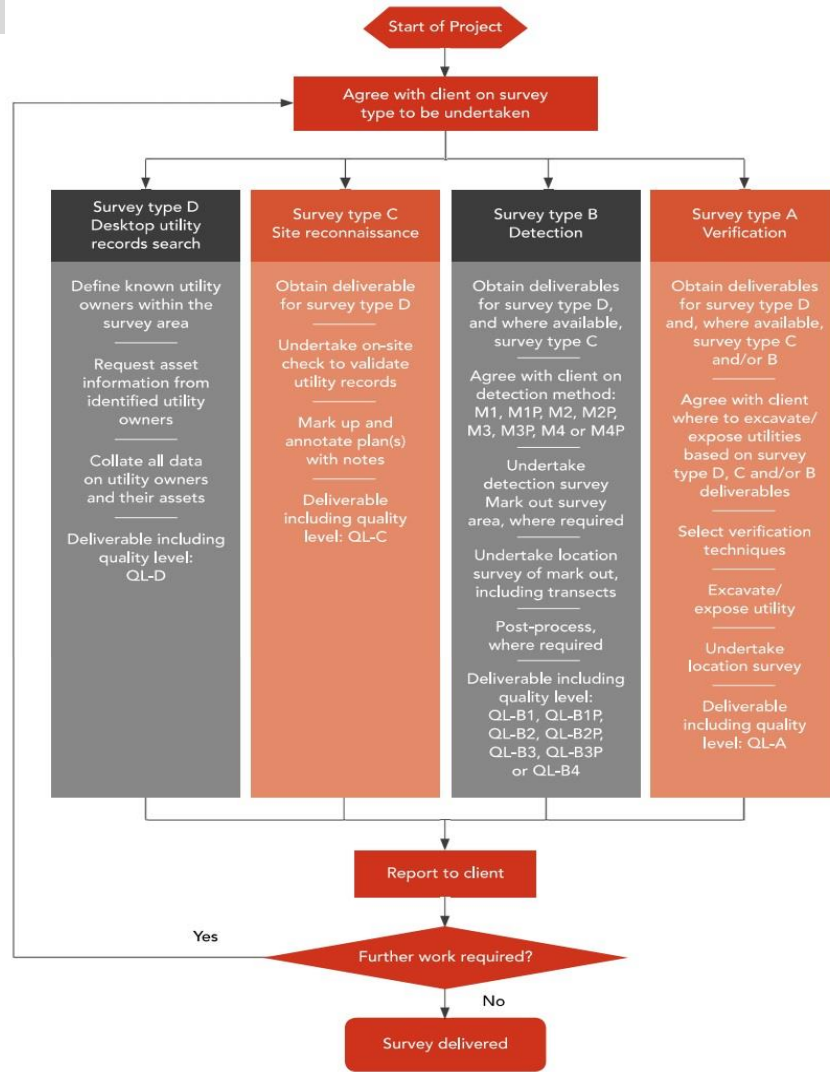 Start of Project
Agree with client on survey
type to be undertaken
Survey type D
Desktop utility
records search
Define known utility
owners within the
survey area
Request asset
information from
identified utility
owners
Collate all data
on utility owners
and their assets
Deliverable including
quality level:
QL-D
Survey type C
Site reconnaissance
Obtain deliverable
for survey type D
Undertake on-site
check to validate
utility records
Mark up and
annotate plan(s)
with notes
Deliverable
including quality
level: QL-C
Survey type B
Detection
Obtain deliverables
for survey type D,
and where available,
survey type C
Agree with client on
detection method:
M1, M1P, M2, M2P,
M3, M3P, M4 or M4P
Undertake
detection survey
Mark out survey
area, where required
Undertake location
survey of mark out,
including transects
Post-process,
where required
Deliverable including
quality level:
QL-B1, QL-B1P,
QL-B2, QL-B2P,
QL-B3, QL-B3P
or QL-B4
Survey type A
Verification
Obtain deliverables
for survey type D
and, where available,
survey type C
and/or B
Agree with client
where to excavate/
expose utilities
based on survey
type D, C and/or B
deliverables
Select verification
techniques
Excavate/
expose utility
Undertake
location survey
Deliverable
including quality
level: QL-A
Report to client
Yes
Further work required?
No
Survey delivered